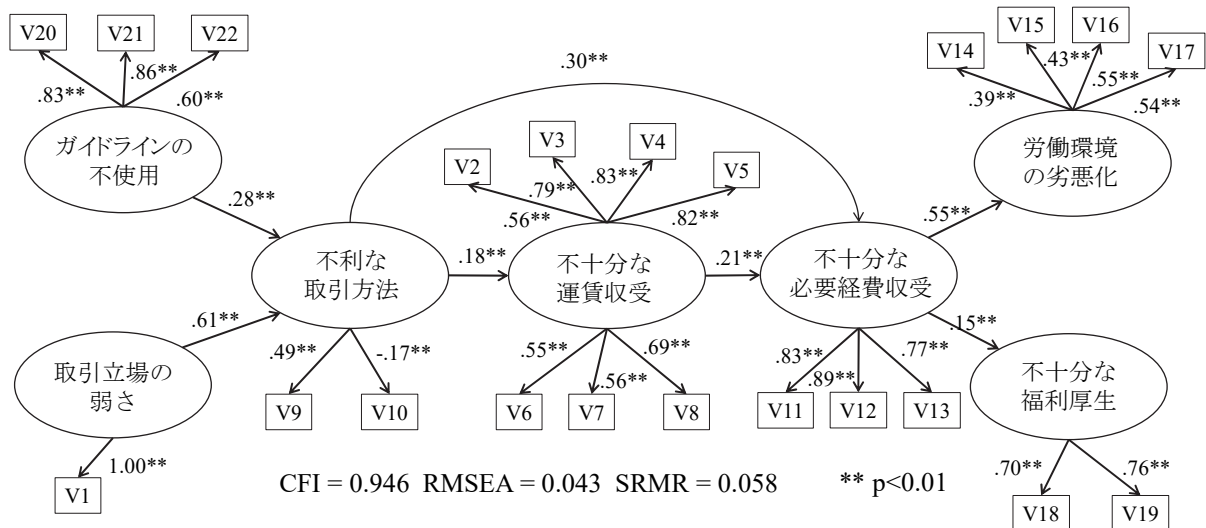 V20
V21
V22
.83**
.86**
.60**
ガイドラインの
不使用
.28**
.30**
V14
V15
V16
V17
.39**
.43**
.55**
.54**
労働環境
の劣悪化
.55**
V2
V3
V4
V5
.56**
.79**
.83**
.82**
不利な
取引方法
.18**
不十分な
運賃収受
.21**
不十分な
必要経費収受
.61**
取引立場の
弱さ
1.00**
V1
.49**
-.17**
V9
V10
.55**
.56**
.69**
V6
V7
V8
.83**
.89**
.77**
V11
V12
V13
.15**
不十分な
福利厚生
.70**
.76**
V18
V19
CFI = 0.946 RMSEA = 0.043 SRMR = 0.058
** p<0.01